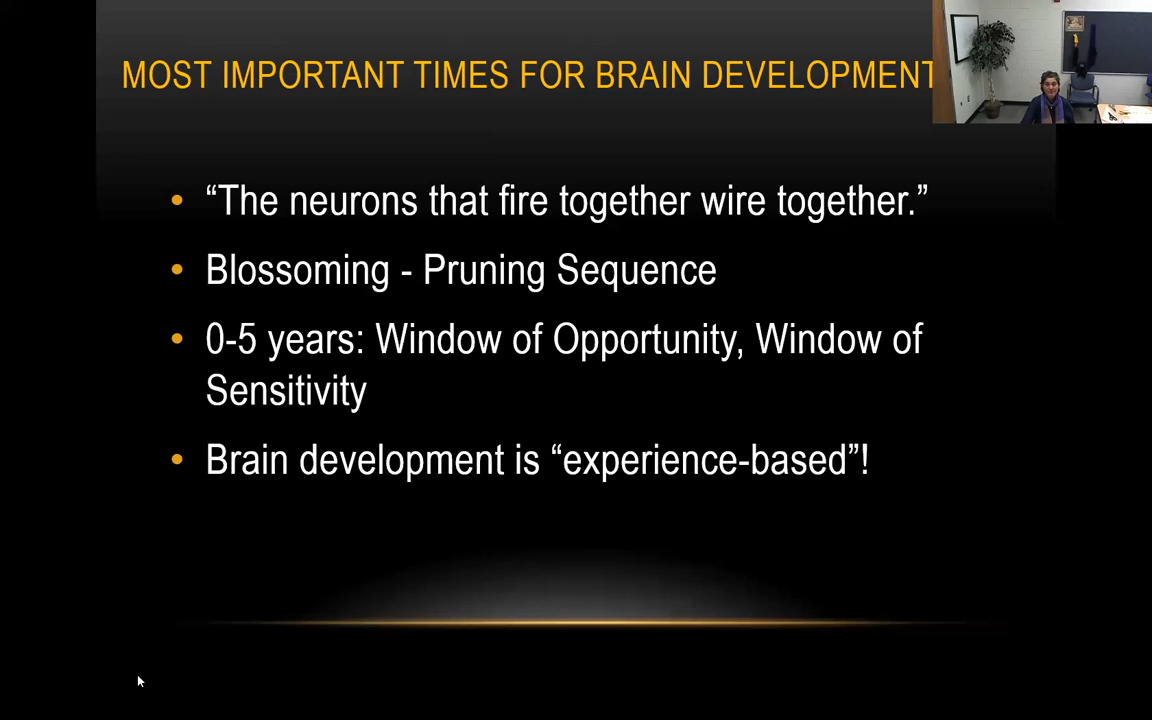 MOST IMPORTANT TIMES FOR BRAIN DEVELOPMENT
• “The neurons that fire together wire together.”
• Blossoming - Pruning Sequence
• 0-5 years: Window of Opportunity, Window of
Sensitivity
• Brain development is “experience-based”!